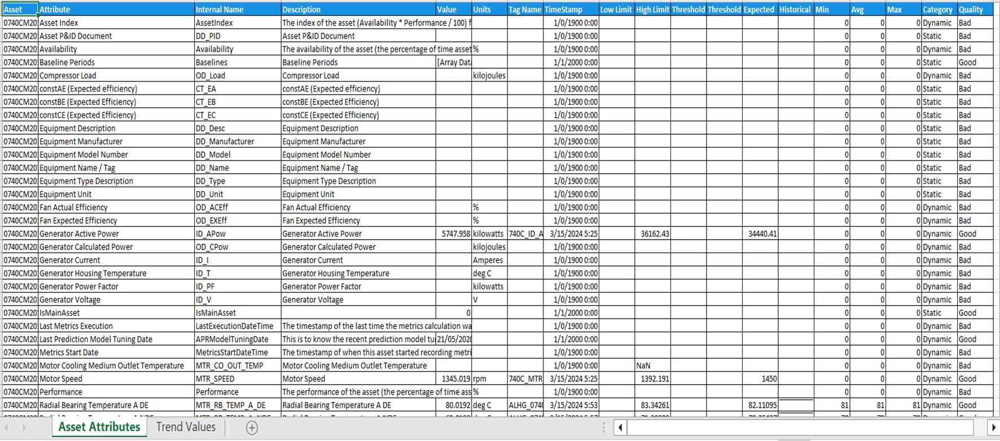 Asset Attribute Internal Name Description Value Units Tag Name TimeStamp Low Limit High Limit Threshold Threshold Expected Historical Min Avg Max Category Quality
0740CM20 Asset Index AssetIndex The index of the asset (Availability * Performance / 100) f 1/0/1900 0:00 0 0 0 Dynamic Bad
0740CM20 Asset P&ID Document DD_PID Asset P&ID Document 1/0/1900 0:00 0 0 0 Static Bad
0740CM20 Availability Availability The availability of the asset (the percentage of time asset % 1/0/1900 0:00 0 0 0 Dynamic Bad
0740CM20 Baseline Periods Baselines Baseline Periods [Array Data 1/1/2000 0:00 0 0 0 Static Good
0740CM20 Compressor Load OD_Load Compressor Load kilojoules 1/0/1900 0:00 0 0 0 Dynamic Bad
0740CM20 constAE (Expected efficiency) CT_EA constAE (Expected efficiency) 1/0/1900 0:00 0 0 0 Static Bad
0740CM20 constBE (Expected Efficiency) CT_EB constBE (Expected Efficiency) 1/0/1900 0:00 0 0 0 Static Bad
0740CM20 constCE (Expected Efficiency) CT_EC constCE (Expected Efficiency) 1/0/1900 0:00 0 0 0 Static Bad
0740CM20 Equipment Description DD_Desc Equipment Description 1/0/1900 0:00 0 0 0 Static Bad
0740CM20 Equipment Manufacturer DD_Manufacturer Equipment Manufacturer 1/0/1900 0:00 0 0 0 Static Bad
0740CM20 Equipment Model Number DD_Model Equipment Model Number 1/0/1900 0:00 0 0 0 Static Bad
0740CM20 Equipment Name / Tag DD_Name Equipment Name / Tag 1/0/1900 0:00 0 0 0 Static Bad
0740CM20 Equipment Type Description DD_Type Equipment Type Description 1/0/1900 0:00 0 0 0 Static Bad
0740CM20 Equipment Unit DD_Unit Equipment Unit 1/0/1900 0:00 0 0 0 Static Bad
0740CM20 Fan Actual Efficiency OD_ACEff Fan Actual Efficiency % 1/0/1900 0:00 0 0 0 Dynamic Bad
0740CM20 Fan Expected Efficiency OD_EXEff Fan Expected Efficiency % 1/0/1900 0:00 0 0 0 Dynamic Bad
0740CM20 Generator Active Power ID_APow Generator Active Power 5747.958 kilowatts 740C_ID_A 3/15/2024 5:25 36162.43 34440.41 0 0 0 Dynamic Good
0740CM20 Generator Calculated Power OD_CPow Generator Calculated Power kilojoules 1/0/1900 0:00 0 0 0 Dynamic Bad
0740CM20 Generator Current ID_I Generator Current Amperes 1/0/1900 0:00 0 0 0 Dynamic Bad
0740CM20 Generator Housing Temperature ID_T Generator Housing Temperature deg C 1/0/1900 0:00 0 0 0 Dynamic Bad
0740CM20 Generator Power Factor ID_PF Generator Power Factor kilowatts 1/0/1900 0:00 0 0 0 Dynamic Bad
0740CM20 Generator Voltage ID_V Generator Voltage V 1/0/1900 0:00 0 0 0 Dynamic Bad
0740CM20 IsMainAsset IsMainAsset 0 1/1/2000 0:00 0 0 0 Static Good
0740CM20 Last Metrics Execution LastExecutionDateTime The timestamp of the last time the metrics calculation wa 1/0/1900 0:00 0 0 0 Dynamic Bad
0740CM20 Last Prediction Model Tuning Date APRModelTuningDate This is to know the recent prediction model tu 21/05/2020 1/1/2000 0:00 0 0 0 Dynamic Good
0740CM20 Metrics Start Date MetricsStartDateTime The timestamp of when this asset started recording metri 1/0/1900 0:00 0 0 0 Dynamic Bad
0740CM20 Motor Cooling Medium Outlet Temperature MTR_CO_OUT_TEMP Motor Cooling Medium Outlet Temperature 1/0/1900 0:00 NaN 0 0 0 Dynamic Bad
0740CM20 Motor Speed MTR_SPEED Motor Speed 1345.019 rpm 740C_MTR 3/15/2024 5:25 1392.191 1450 0 0 0 Dynamic Good
0740CM20 Performance Performance The performance of the asset (the percentage of time ass % 1/0/1900 0:00 0 0 0 Dynamic Bad
0740CM20 Radial Bearing Temperature A DE MTR_RB_TEMP_A_DE Radial Bearing Temperature A DE 80.0192 deg C ALHG_074 3/15/2024 5:53 83.34261 82.11095 81 81 81 Dynamic Good
Asset Attributes Trend Values